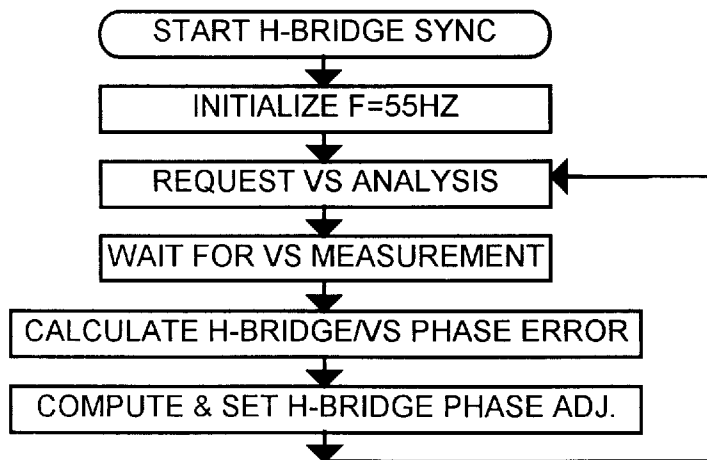 START H-BRIDGE SYNC
INITIALIZE F=55HZ
REQUEST VS ANALYSIS
WAIT FOR VS MEASUREMENT
CALCULATE H-BRIDGE/VS PHASE ERROR
COMPUTE & SET H-BRIDGE PHASE ADJ.